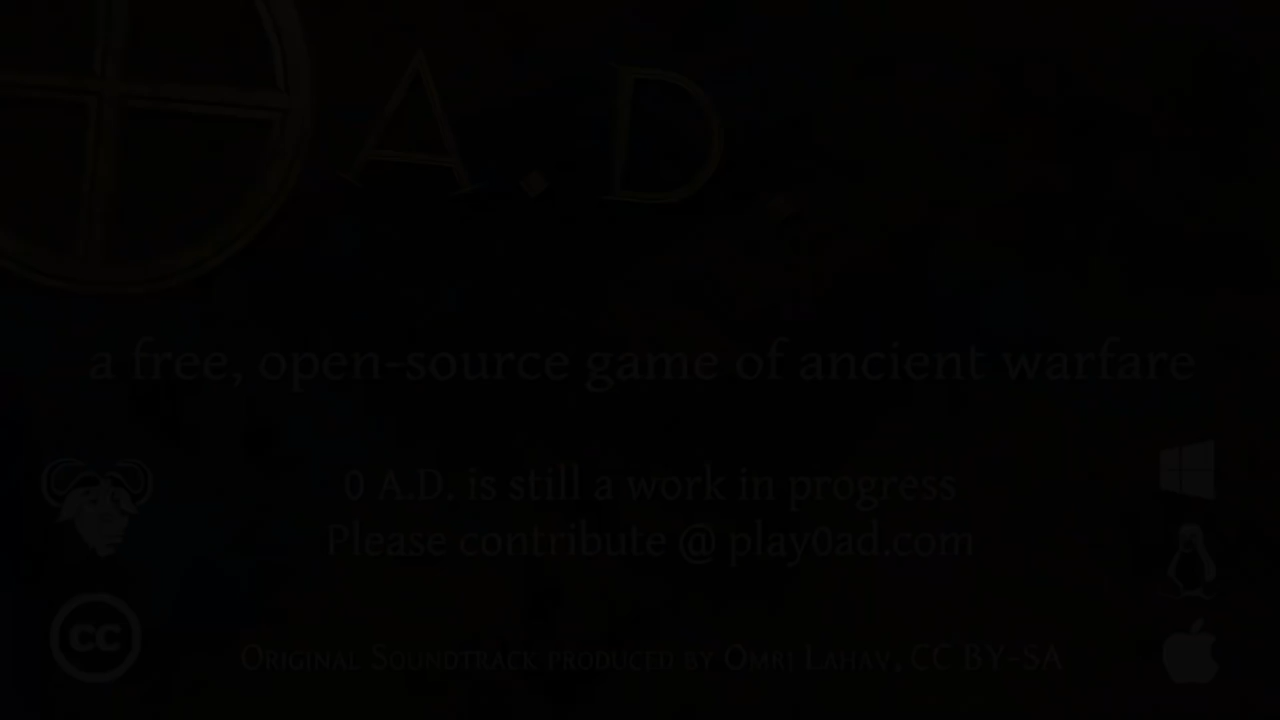 0 A.D
a free, open-source game of ancient warfare
0 A.D. is still a work in progress
Please contribute @ play0ad.com
cc
Original Soundtrack produced by Omri Lahav, CC BY-SA